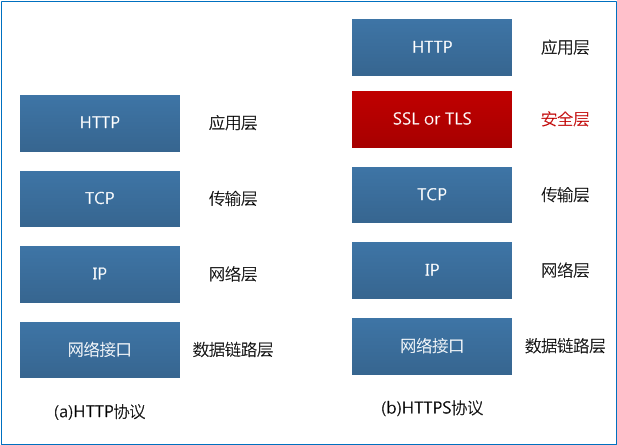 HTTP 应用层
TCP 传输层
IP 网络层
网络接口 数据链路层
(a)HTTP协议
HTTP 应用层
SSL or TLS 安全层
TCP 传输层
IP 网络层
网络接口 数据链路层
(b)HTTPS协议